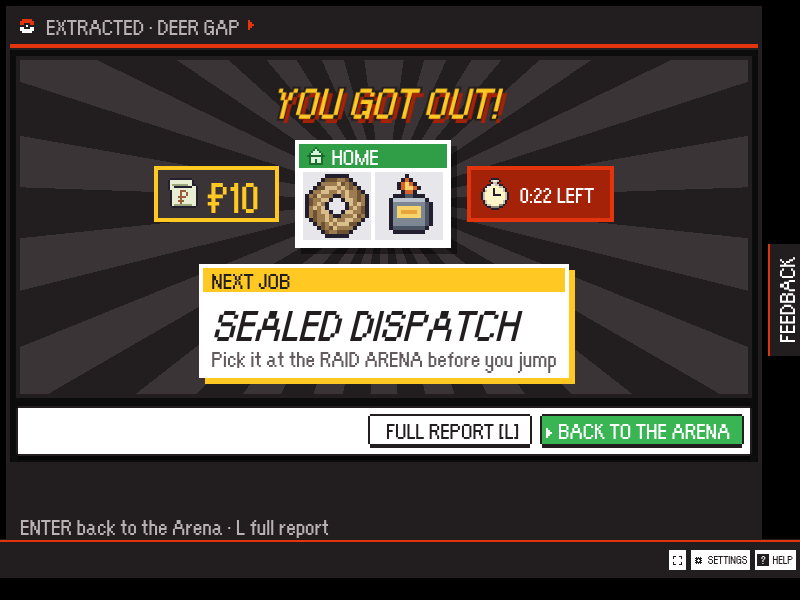 EXTRACTED · DEER GAP
YOU GOT OUT!
₽10
HOME
0:22 LEFT
NEXT JOB
SEALED DISPATCH
Pick it at the RAID ARENA before you jump
FULL REPORT [L]
BACK TO THE ARENA
FEEDBACK
ENTER back to the Arena · L full report
SETTINGS
? HELP